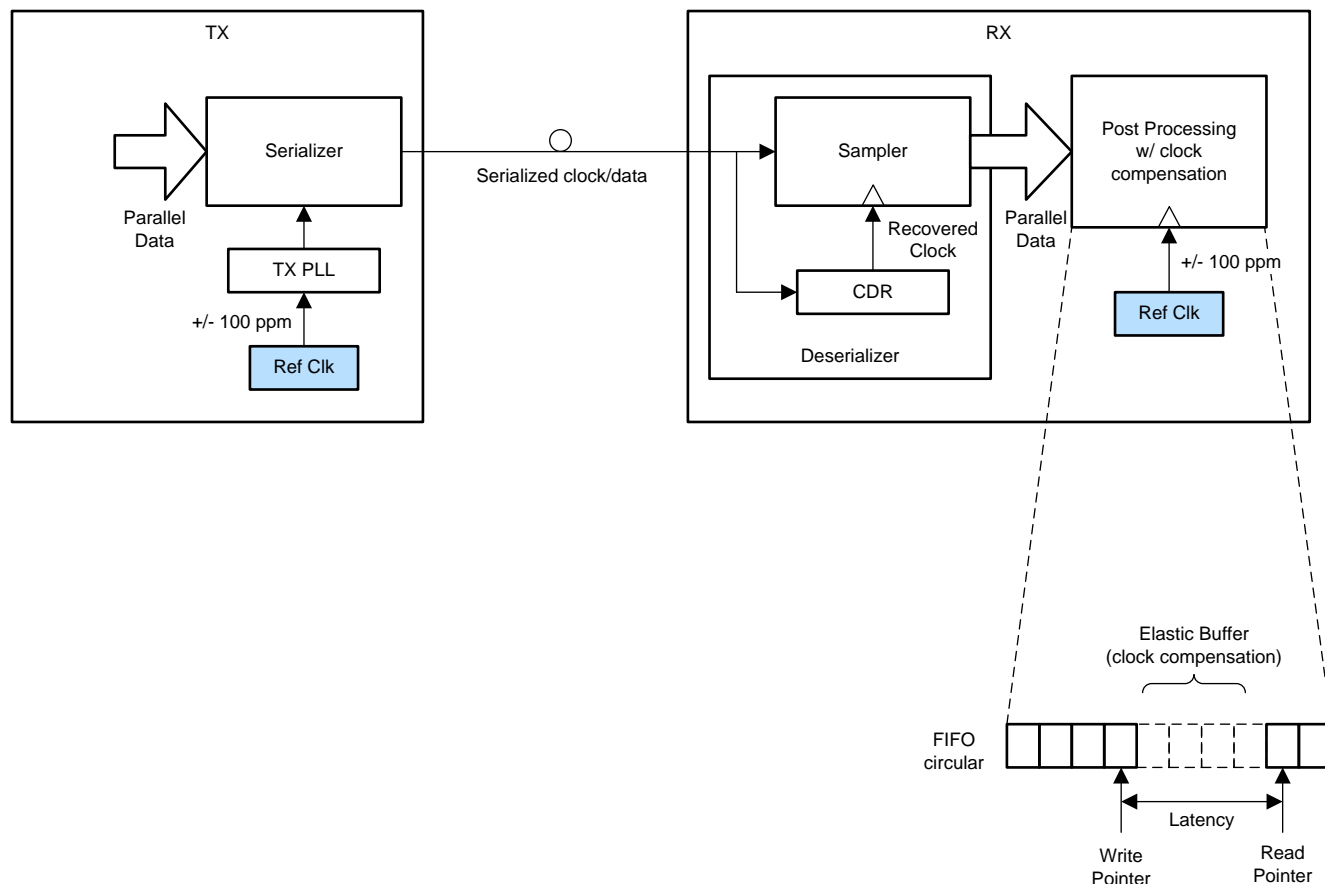 TX
Serializer
Parallel
Data
TX PLL
+/- 100 ppm
Ref Clk
Serialized clock/data
RX
Sampler
Recovered
Clock
CDR
Deserializer
Parallel
Data
Post Processing
w/ clock
compensation
+/- 100 ppm
Ref Clk
Elastic Buffer
(clock compensation)
FIFO
circular
Latency
Write
Pointer
Read
Pointer